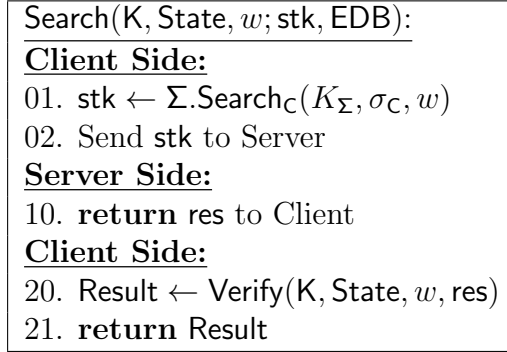 Search(K, State, w; stk, EDB):
Client Side:
01. stk ← Σ.Search_C(K_Σ, σ_C, w)
02. Send stk to Server
Server Side:
10. return res to Client
Client Side:
20. Result ← Verify(K, State, w, res)
21. return Result